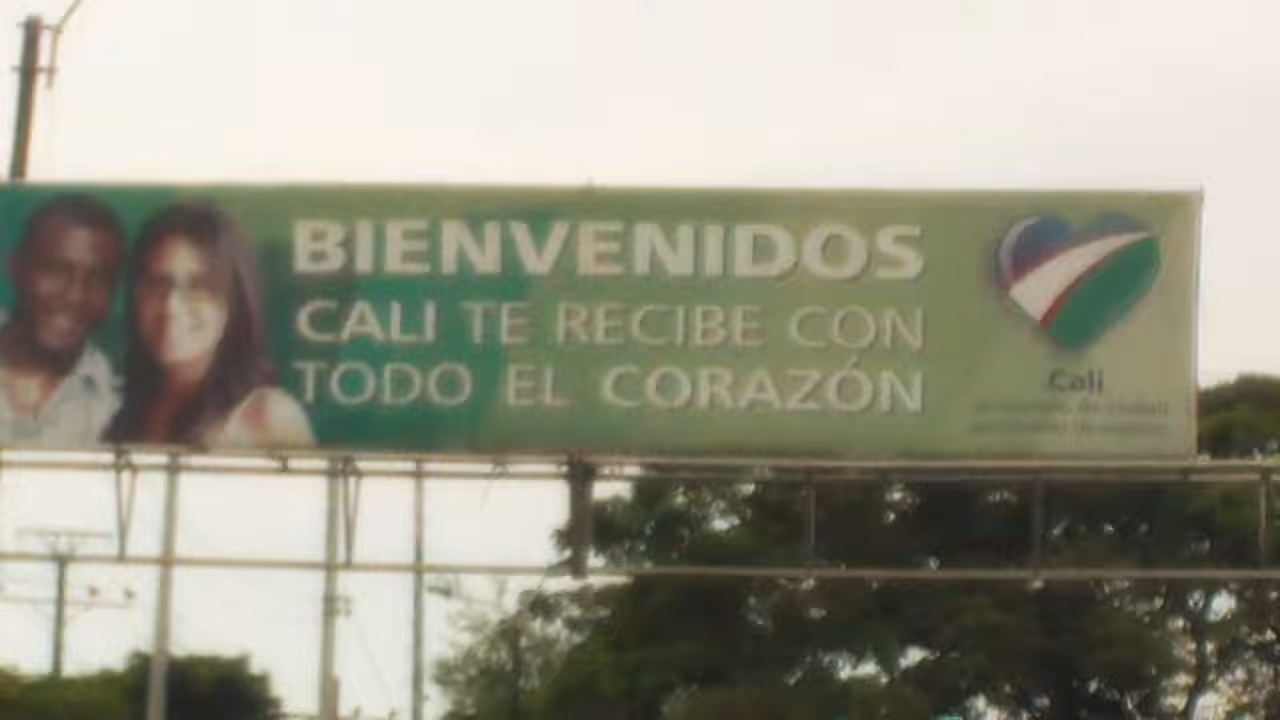 BIENVENIDOS
CALI TE RECIBE CON
TODO EL CORAZÓN
Cali